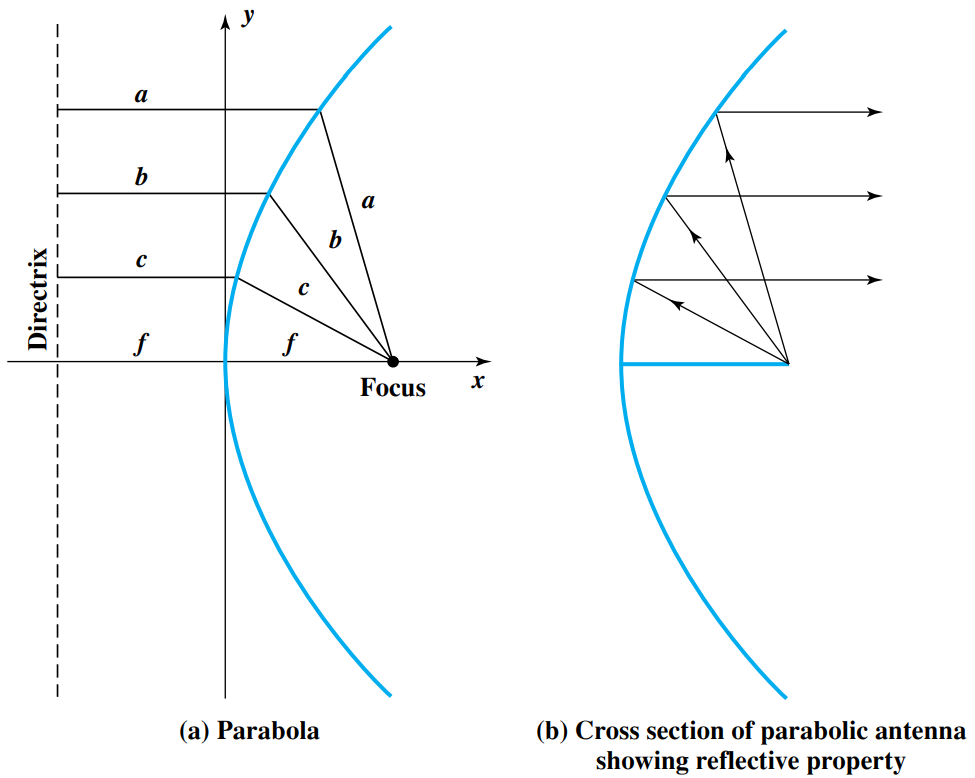 y
a
b
a
b
c
c
Directrix
f
f
x
Focus
(a) Parabola
(b) Cross section of parabolic antenna
showing reflective property